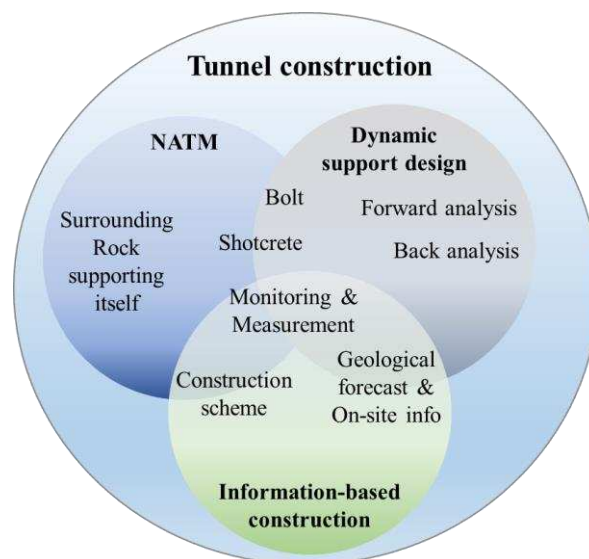 Tunnel construction
NATM
Dynamic
support design
Bolt
Shotcrete
Surrounding
Rock
supporting
itself
Forward analysis
Back analysis
Monitoring &
Measurement
Construction
scheme
Geological
forecast &
On-site info
Information-based
construction